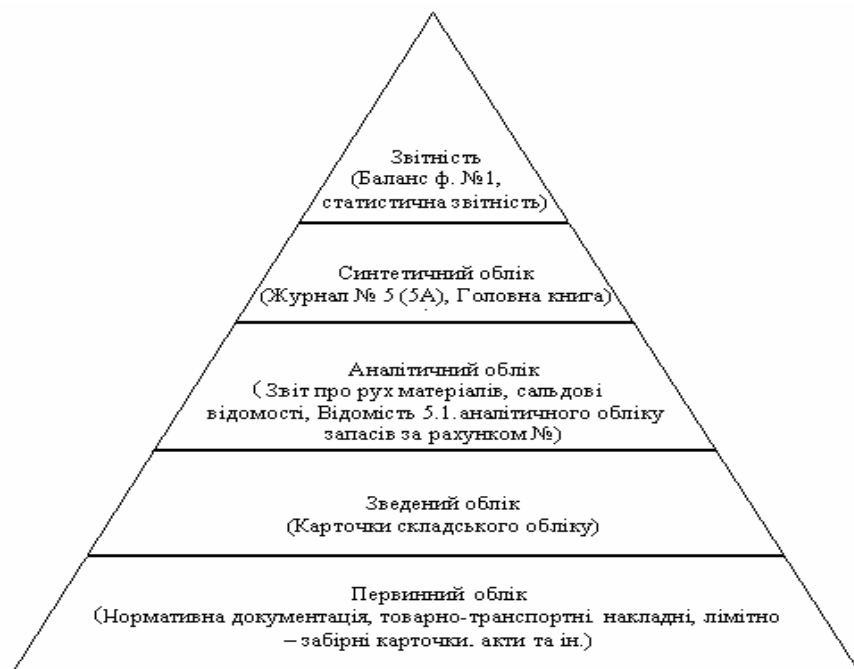 Звітність
(Баланс ф. №1,
статистична звітність)
Синтетичний облік
(Журнал № 5 (5А), Головна книга)
Аналітичний облік
( Звіт про рух матеріалів, сальдові
відомості, Відомість 5.1.аналітичного обліку
запасів за рахунком №)
Зведений облік
(Карточки складського обліку)
Первинний облік
(Нормативна документація, товарно-транспортні накладні, лімітно
– забірні карточки. акти та ін.)